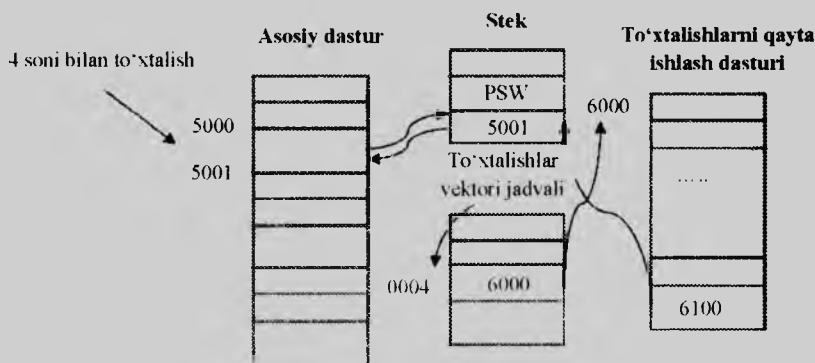 4 soni bilan to‘xtalish
Asosiy dastur
5000
5001
Stek
PSW
5001
To‘xtalishlar
vektori jadvali
0004
6000
To‘xtalishlarni qayta
ishlash dasturi
6000
.....
6100